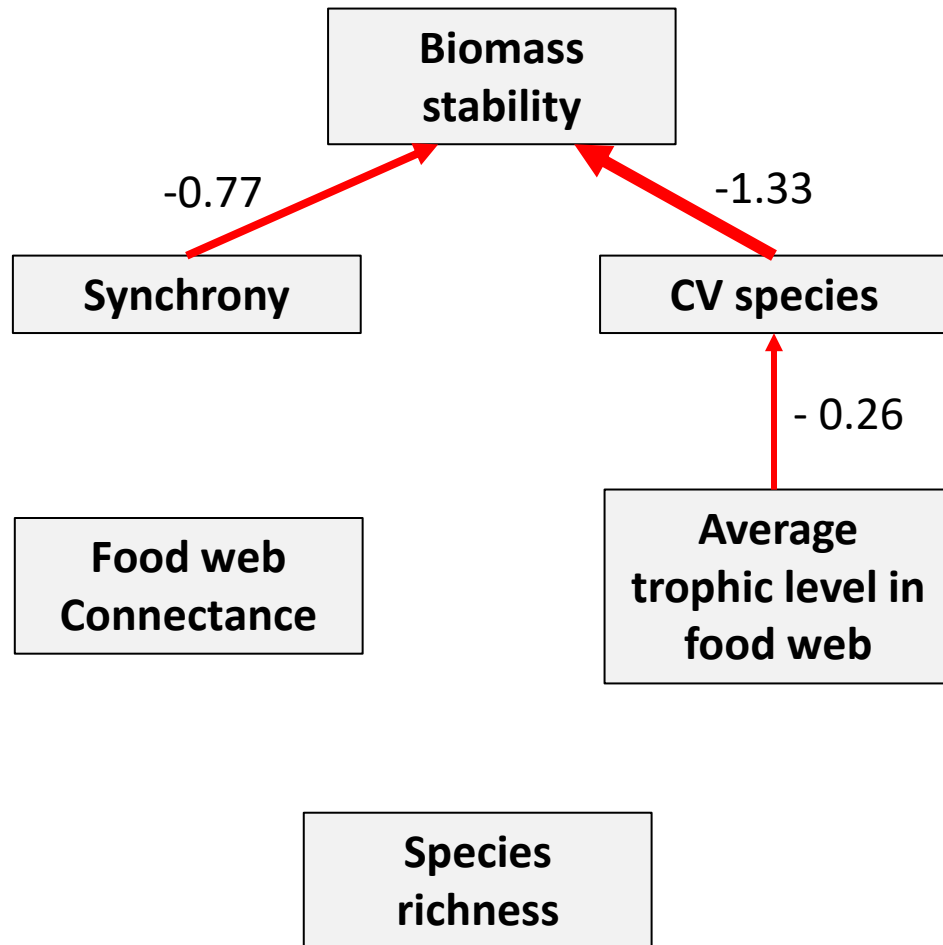 Biomass
stability
-0.77
-1.33
Synchrony
CV species
- 0.26
Food web
Connectance
Average
trophic level in
food web
Species
richness